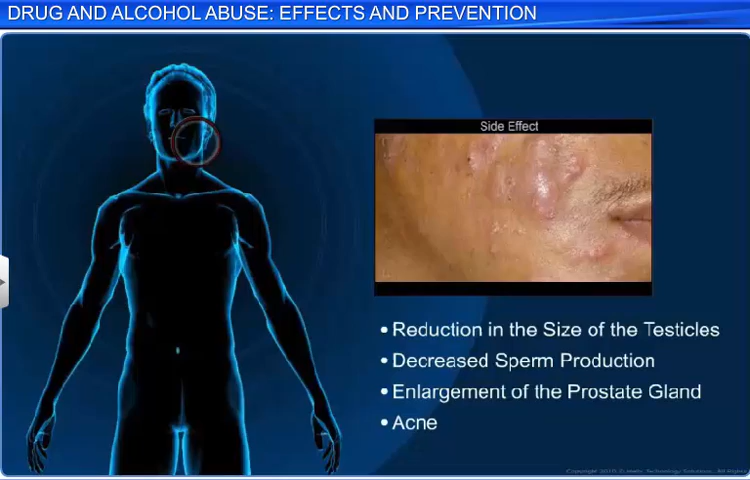 DRUG AND ALCOHOL ABUSE: EFFECTS AND PREVENTION
Side Effect
• Reduction in the Size of the Testicles
• Decreased Sperm Production
• Enlargement of the Prostate Gland
• Acne